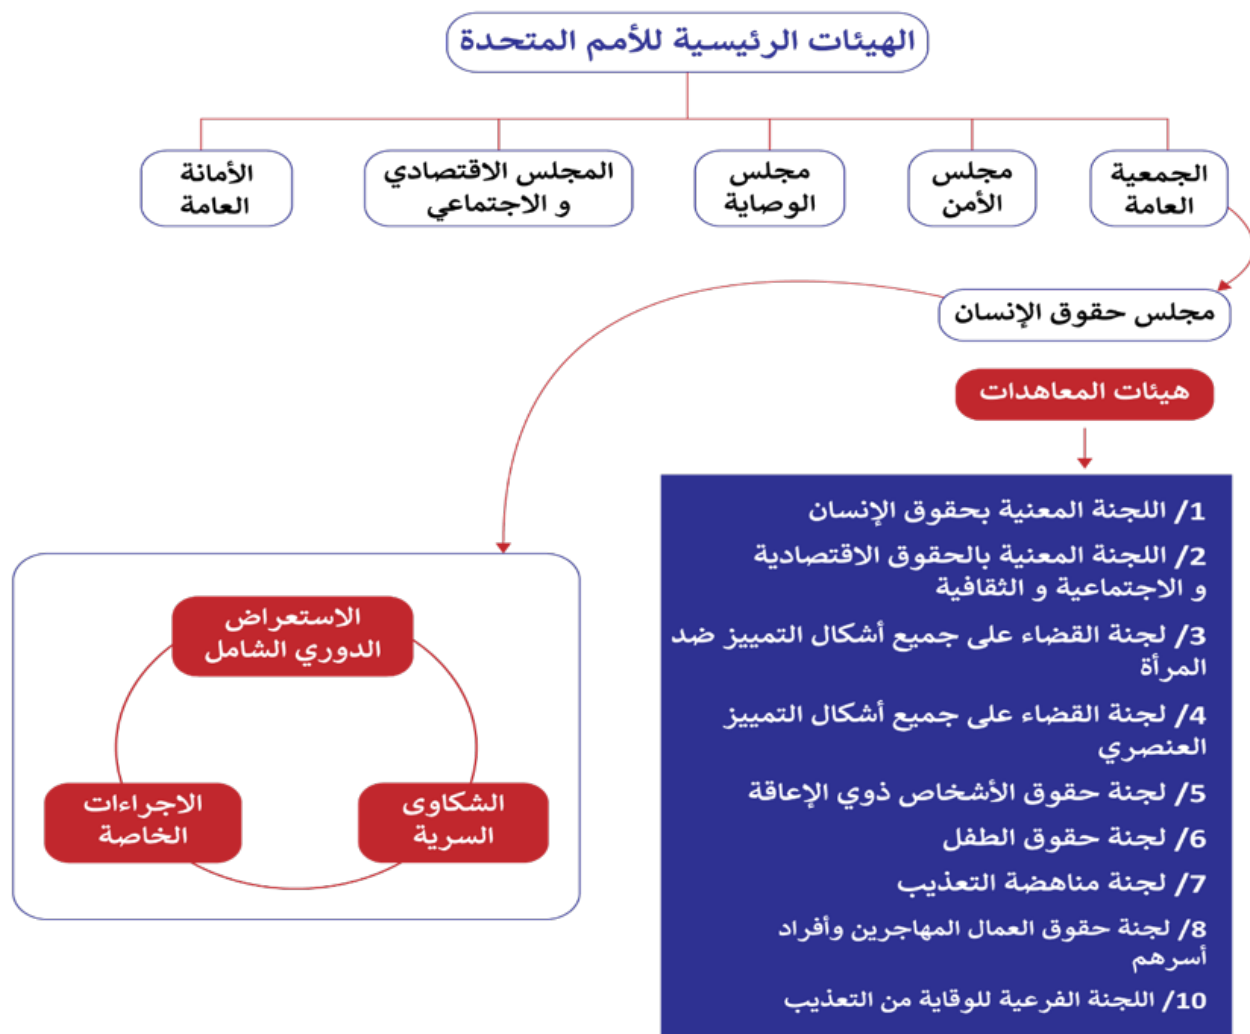 الهيئات الرئيسية للأمم المتحدة
الجمعية
العامة
مجلس
الأمن
مجلس
الوصاية
المجلس الاقتصادي
و الاجتماعي
الأمانة
العامة
مجلس حقوق الإنسان
هيئات المعاهدات
1/ اللجنة المعنية بحقوق الإنسان
2/ اللجنة المعنية بالحقوق الاقتصادية
و الاجتماعية و الثقافية
3/ لجنة القضاء على جميع أشكال التمييز ضد
المرأة
4/ لجنة القضاء على جميع أشكال التمييز
العنصري
5/ لجنة حقوق الأشخاص ذوي الإعاقة
6/ لجنة حقوق الطفل
7/ لجنة مناهضة التعذيب
8/ لجنة حقوق العمال المهاجرين وأفراد
أسرهم
10/ اللجنة الفرعية للوقاية من التعذيب
الاستعراض
الدوري الشامل
الشكاوى
السرية
الاجراءات
الخاصة